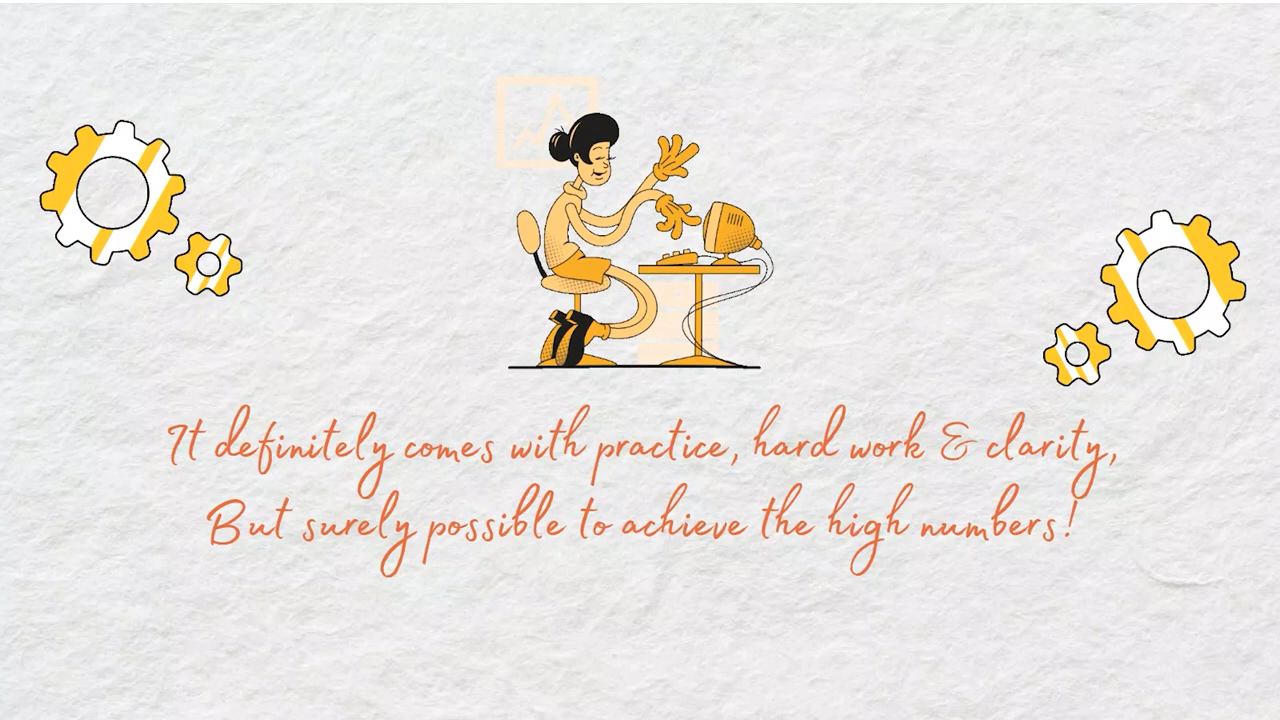 It definitely comes with practice, hard work & clarity,
But surely possible to achieve the high numbers!